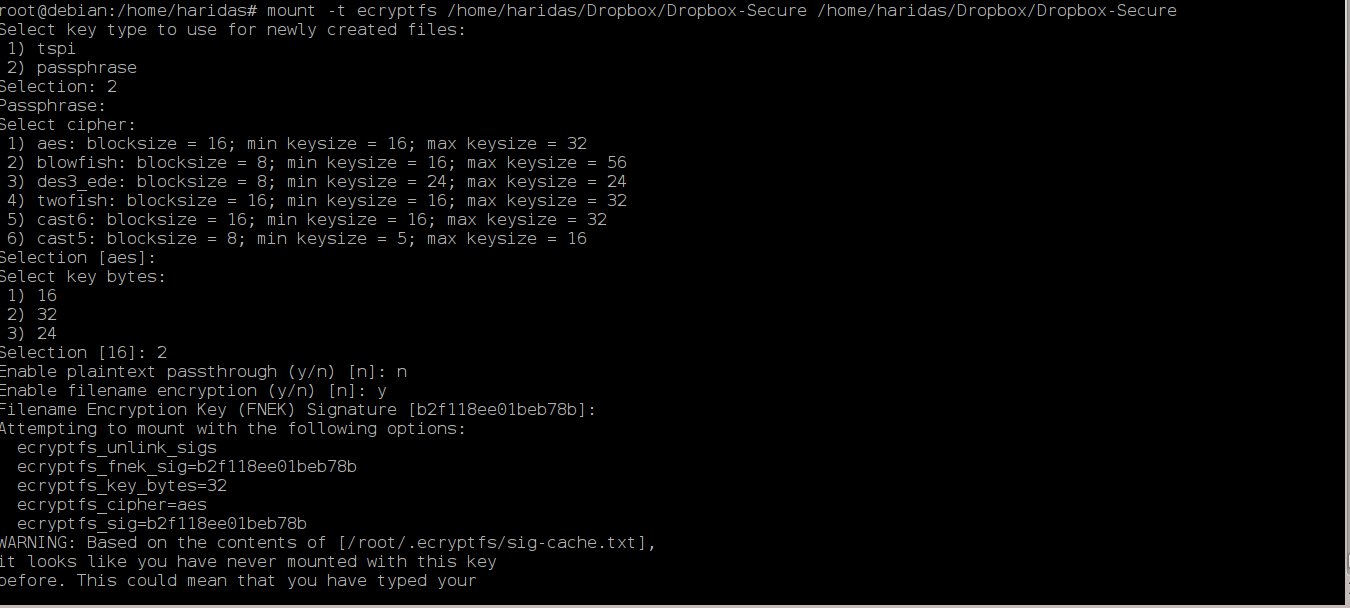 root@debian:/home/haridas# mount -t ecryptfs /home/haridas/Dropbox/Dropbox-Secure /home/haridas/Dropbox/Dropbox-Secure
Select key type to use for newly created files:
 1) tspi
 2) passphrase
Selection: 2
Passphrase:
Select cipher:
 1) aes: blocksize = 16; min keysize = 16; max keysize = 32
 2) blowfish: blocksize = 8; min keysize = 16; max keysize = 56
 3) des3_ede: blocksize = 8; min keysize = 24; max keysize = 24
 4) twofish: blocksize = 16; min keysize = 16; max keysize = 32
 5) cast6: blocksize = 16; min keysize = 16; max keysize = 32
 6) cast5: blocksize = 8; min keysize = 5; max keysize = 16
Selection [aes]:
Select key bytes:
 1) 16
 2) 32
 3) 24
Selection [16]: 2
Enable plaintext passthrough (y/n) [n]: n
Enable filename encryption (y/n) [n]: y
Filename Encryption Key (FNEK) Signature [b2f118ee01beb78b]:
Attempting to mount with the following options:
  ecryptfs_unlink_sigs
  ecryptfs_fnek_sig=b2f118ee01beb78b
  ecryptfs_key_bytes=32
  ecryptfs_cipher=aes
  ecryptfs_sig=b2f118ee01beb78b
WARNING: Based on the contents of [/root/.ecryptfs/sig-cache.txt],
it looks like you have never mounted with this key
before. This could mean that you have typed your